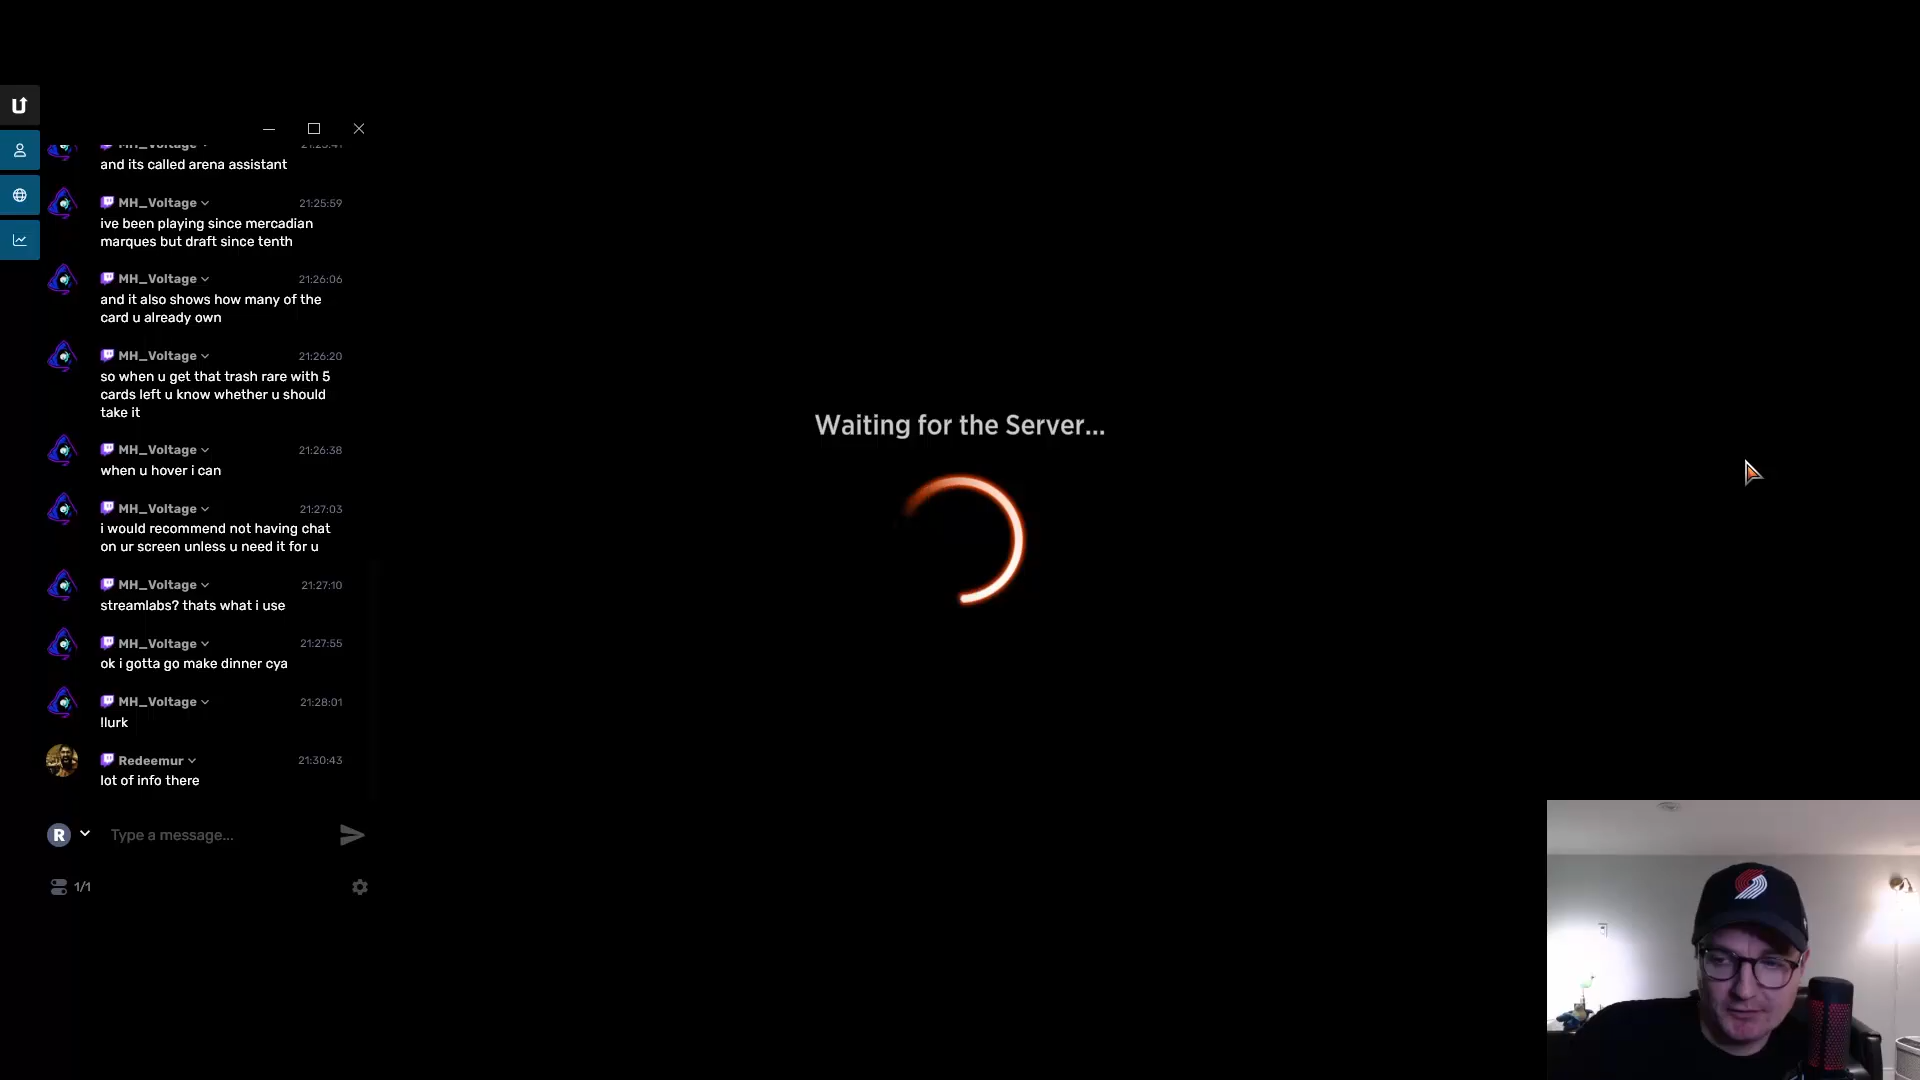 and its called arena assistant
MH_Voltage 21:25:59
ive been playing since mercadian
marques but draft since tenth
MH_Voltage 21:26:06
and it also shows how many of the
card u already own
MH_Voltage 21:26:20
so when u get that trash rare with 5
cards left u know whether u should
take it
MH_Voltage 21:26:38
when u hover i can
MH_Voltage 21:27:03
i would recommend not having chat
on ur screen unless u need it for u
MH_Voltage 21:27:10
streamlabs? thats what i use
MH_Voltage 21:27:55
ok i gotta go make dinner cya
MH_Voltage 21:28:01
!lurk
Redeemur 21:30:43
lot of info there
R Type a message...
1/1
Waiting for the Server...